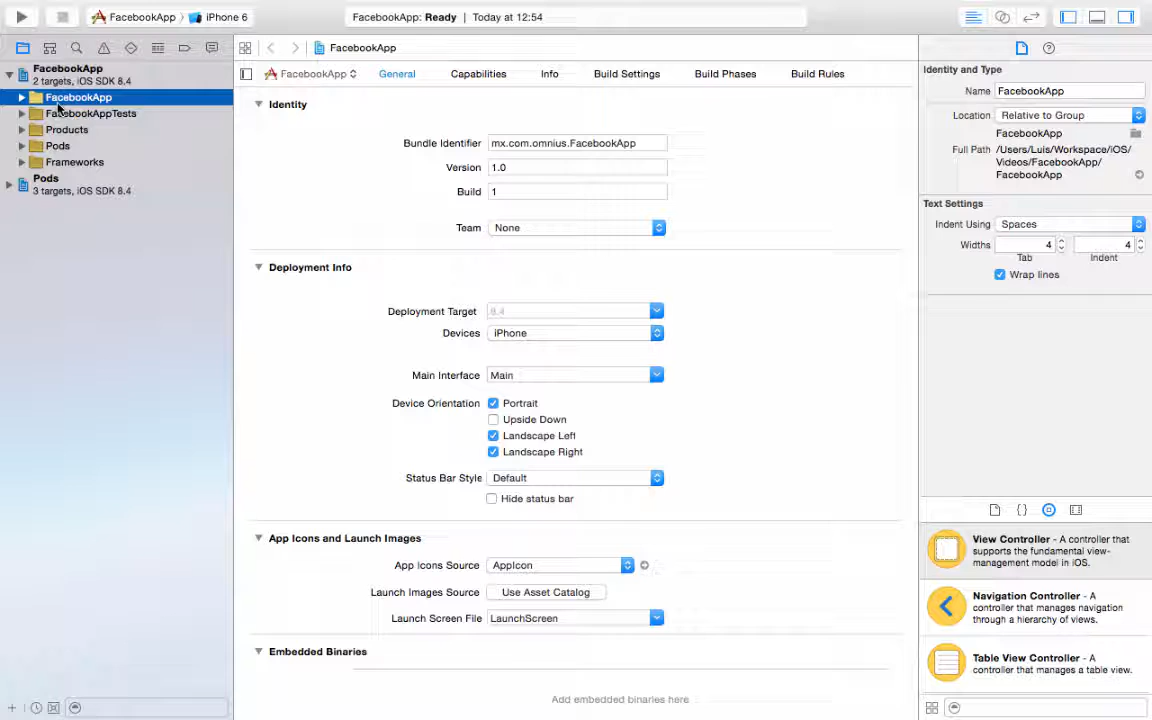 FacebookApp
iPhone 6
FacebookApp: Ready | Today at 12:54
FacebookApp
2 targets, iOS SDK 8.4
FacebookApp
FacebookAppTests
Products
Pods
Frameworks
Pods
3 targets, iOS SDK 8.4
FacebookApp
FacebookApp
General
Capabilities
Info
Build Settings
Build Phases
Build Rules
Identity
Bundle Identifier
mx.com.omnius.FacebookApp
Version
1.0
Build
1
Team
None
Deployment Info
Deployment Target
8.4
Devices
iPhone
Main Interface
Main
Device Orientation
Portrait
Upside Down
Landscape Left
Landscape Right
Status Bar Style
Default
Hide status bar
App Icons and Launch Images
App Icons Source
AppIcon
Launch Images Source
Use Asset Catalog
Launch Screen File
LaunchScreen
Embedded Binaries
Add embedded binaries here
Identity and Type
Name
FacebookApp
Location
Relative to Group
FacebookApp
Full Path
/Users/Luis/Workspace/iOS/
Videos/FacebookApp/
FacebookApp
Text Settings
Indent Using
Spaces
Widths
4
4
Tab
Indent
Wrap lines
{}
View Controller - A controller that
supports the fundamental view-
management model in iOS.
Navigation Controller - A
controller that manages navigation
through a hierarchy of views.
Table View Controller - A
controller that manages a table view.